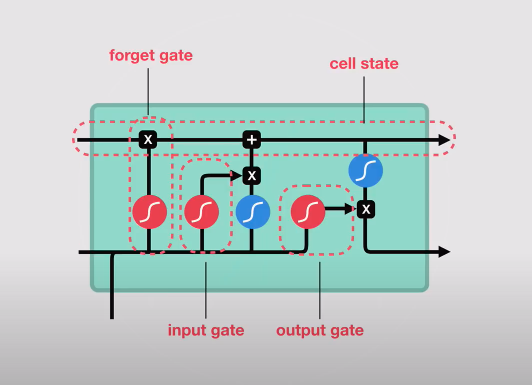 forget gate
cell state
x
+
x
x
input gate
output gate